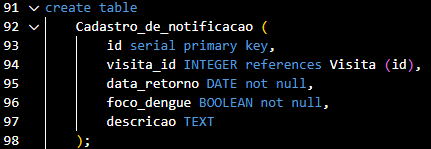 91 create table
92 Cadastro_de_notificacao (
93 id serial primary key,
94 visita_id INTEGER references Visita (id),
95 data_retorno DATE not null,
96 foco_dengue BOOLEAN not null,
97 descricao TEXT
98 );